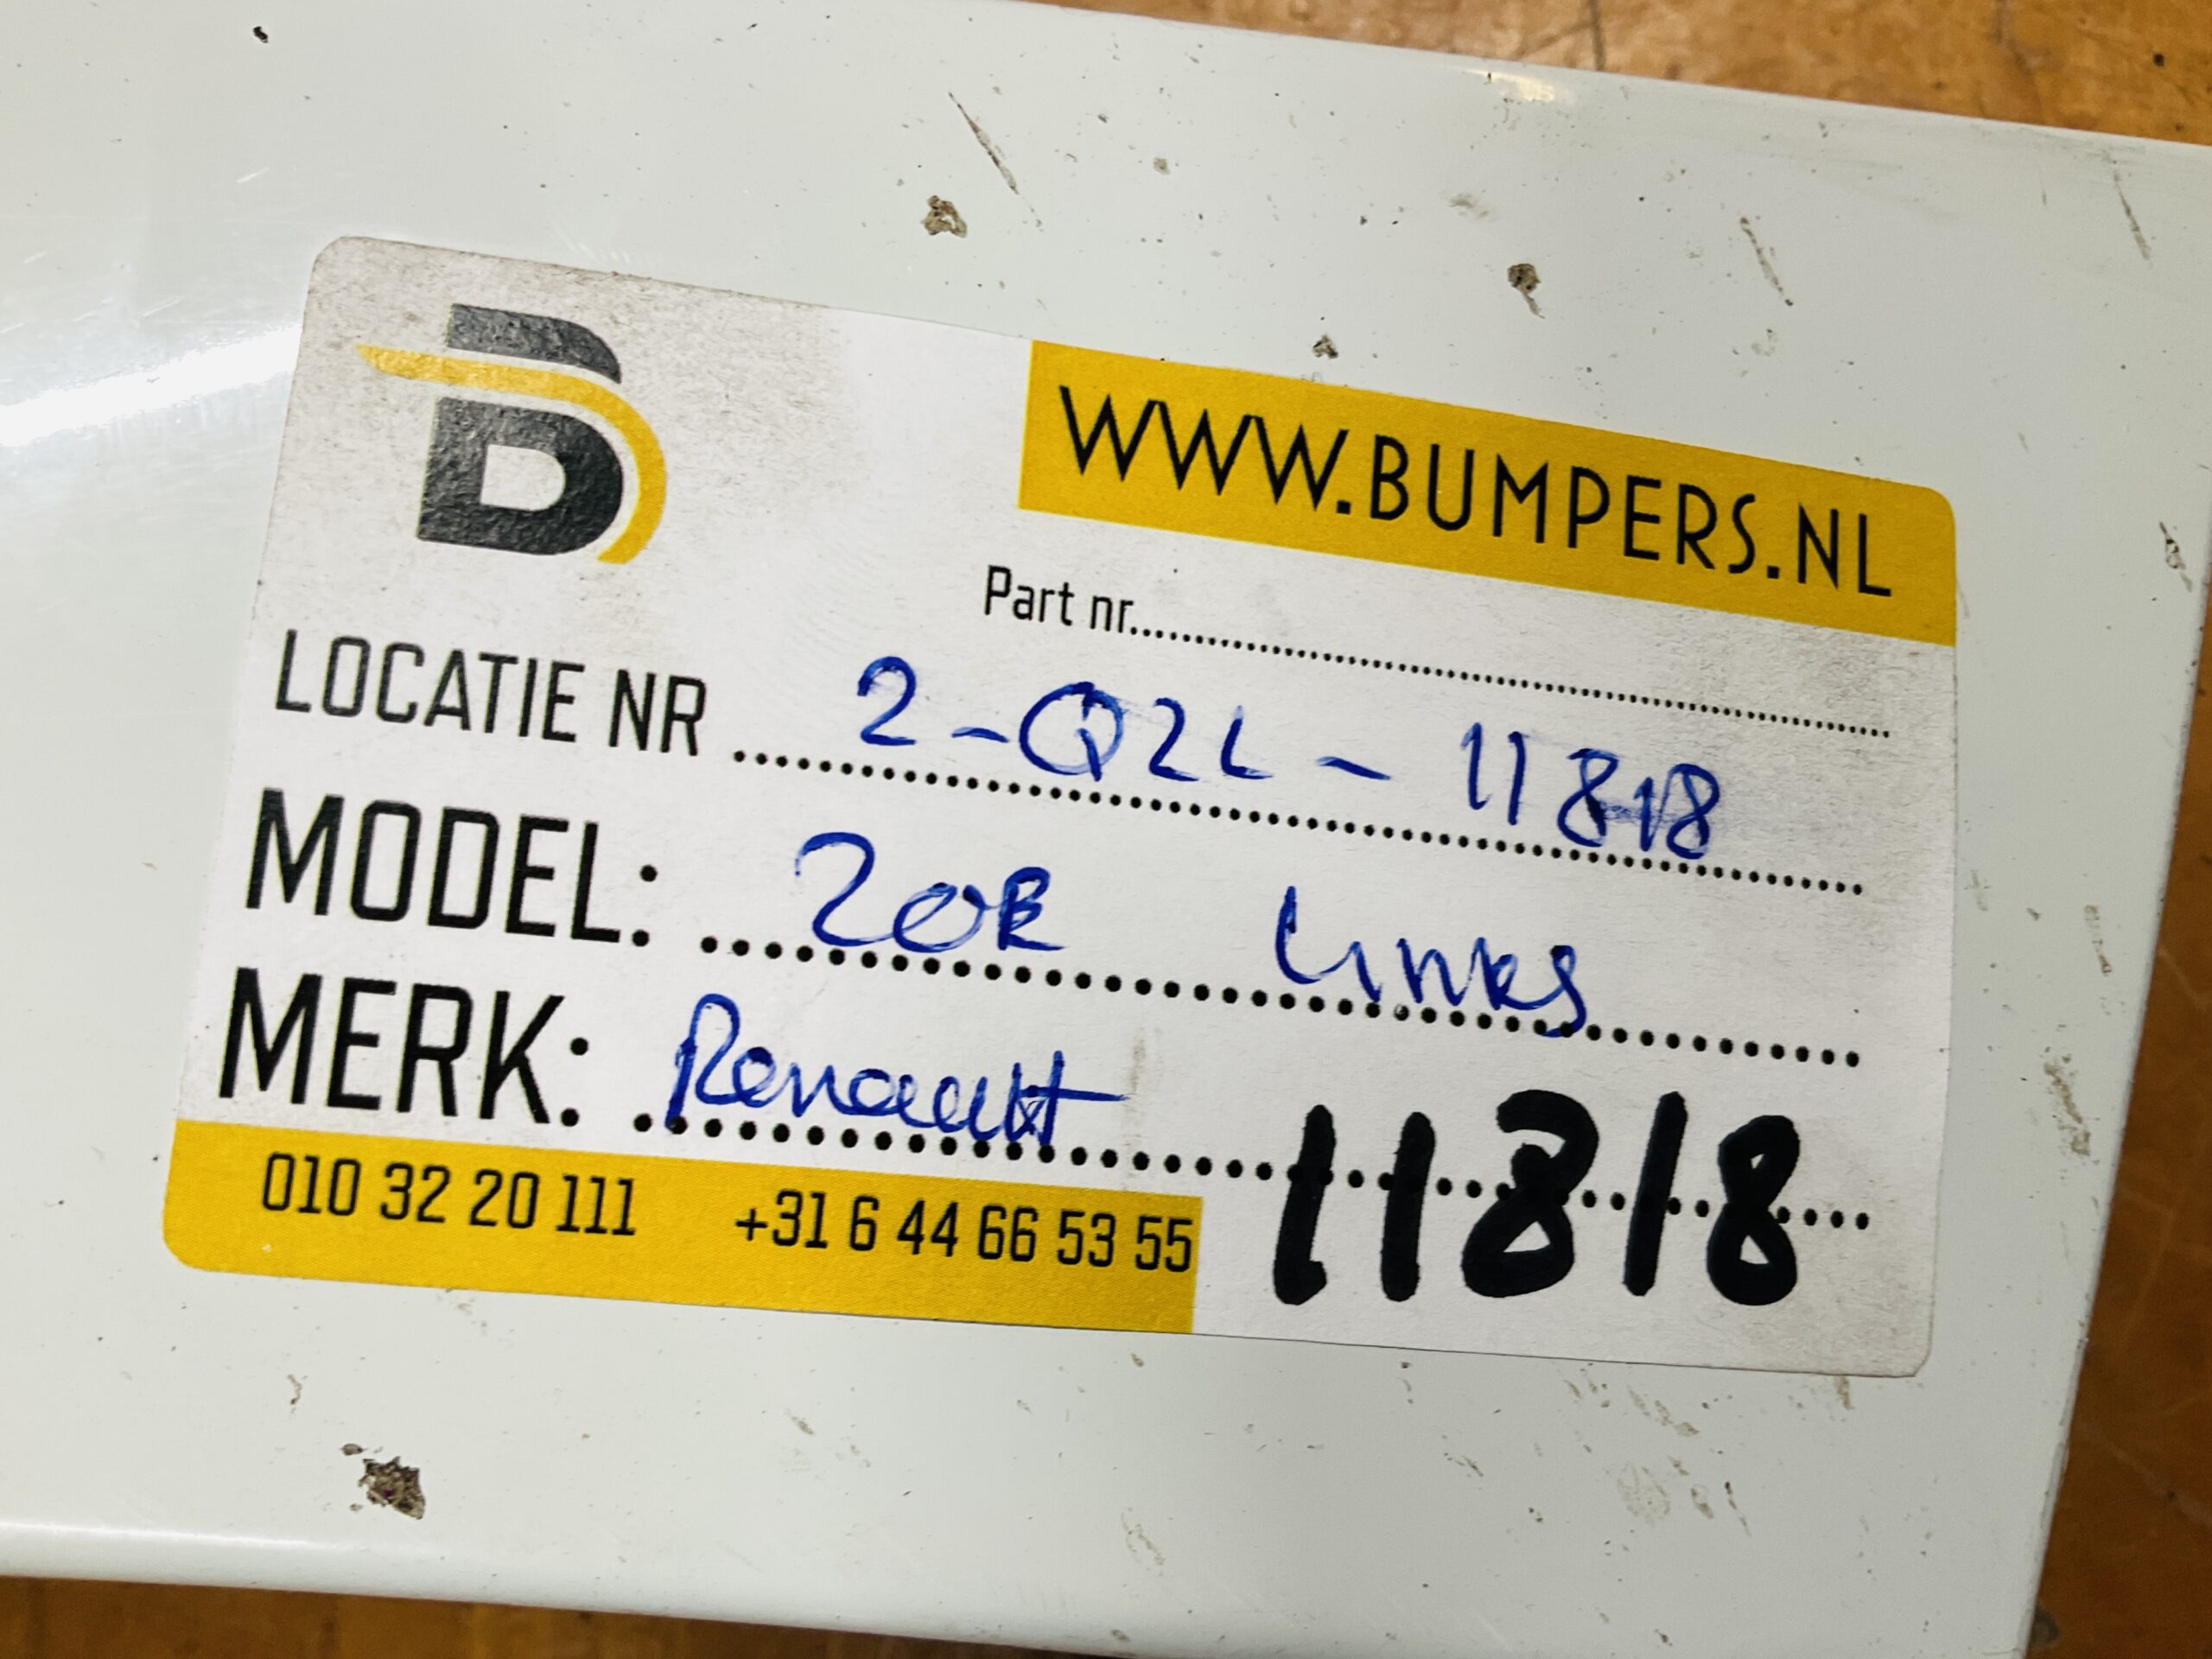 B
WWW.BUMPERS.NL
Part nr..........
LOCATIE NR .... 2-Q2L - 11818
MODEL: ... ZOE Links
MERK: ... Renault
11818
010 32 20 111 +31 6 44 66 53 55